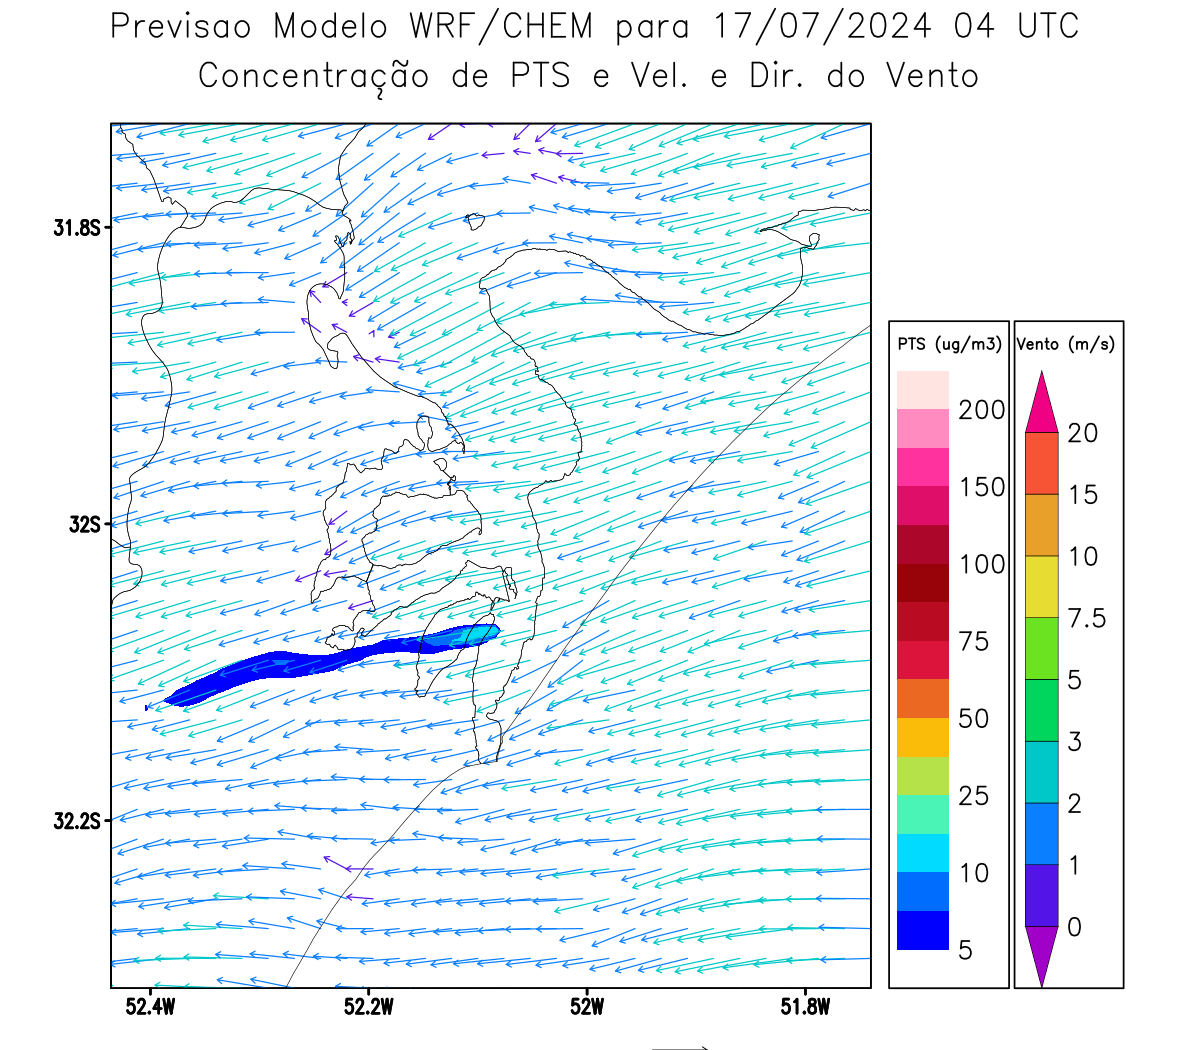 Previsao Modelo WRF/CHEM para 17/07/2024 04 UTC
Concentração de PTS e Vel. e Dir. do Vento
31.8S
32S
32.2S
52.4W
52.2W
52W
51.8W
PTS (ug/m3)
200
150
100
75
50
25
10
5
Vento (m/s)
20
15
10
7.5
5
3
2
1
0